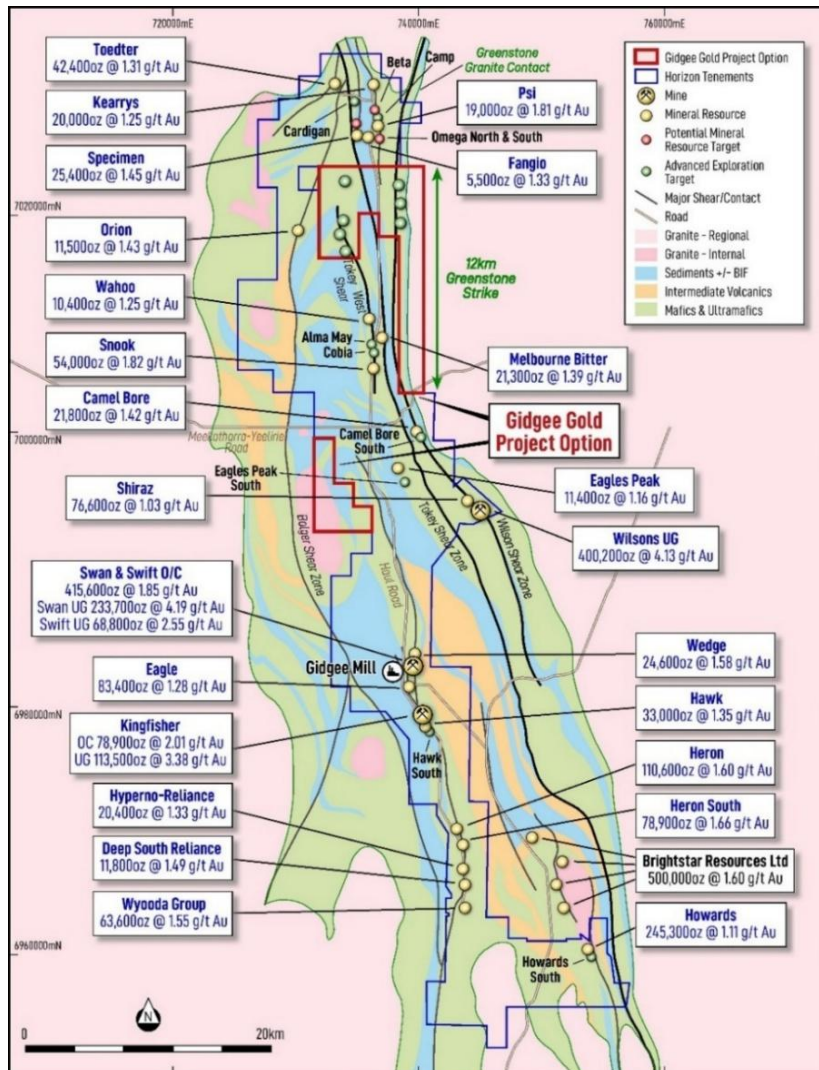 720000mE
740000mE
760000mE
Toedter
42,400oz @ 1.31 g/t Au
Kearrys
20,000oz @ 1.25 g/t Au
Cardigan
Specimen
25,400oz @ 1.45 g/t Au
Beta
Camp
Greenstone
Granite Contact
Psi
19,000oz @ 1.81 g/t Au
Omega North & South
Fangio
5,500oz @ 1.33 g/t Au
Gidgee Gold Project Option
Horizon Tenements
Mine
Mineral Resource
Potential Mineral
Resource Target
Advanced Exploration
Target
Major Shear/Contact
Road
Granite - Regional
Granite - Internal
Sediments +/- BIF
Intermediate Volcanics
Mafics & Ultramafics
7020000mN
Orion
11,500oz @ 1.43 g/t Au
12km
Greenstone
Strike
Tokey West
Shear
Wahoo
10,400oz @ 1.25 g/t Au
Alma May
Cobia
Snook
54,000oz @ 1.82 g/t Au
Melbourne Bitter
21,300oz @ 1.39 g/t Au
Camel Bore
21,800oz @ 1.42 g/t Au
Gidgee Gold
Project Option
7000000mN
Meekatharra-Yeelirrie
Road
Camel Bore
South
Eagles Peak
South
Eagles Peak
11,400oz @ 1.16 g/t Au
Shiraz
76,600oz @ 1.03 g/t Au
Wilsons UG
400,200oz @ 4.13 g/t Au
Bolger Shear Zone
Haul Road
Tokey Shear Zone
Wilson Shear Zone
Swan & Swift O/C
415,600oz @ 1.85 g/t Au
Swan UG 233,700oz @ 4.19 g/t Au
Swift UG 68,800oz @ 2.55 g/t Au
Gidgee Mill
Wedge
24,600oz @ 1.58 g/t Au
Eagle
83,400oz @ 1.28 g/t Au
6980000mN
Kingfisher
OC 78,900oz @ 2.01 g/t Au
UG 113,500oz @ 3.38 g/t Au
Hawk
33,000oz @ 1.35 g/t Au
Hawk
South
Heron
110,600oz @ 1.60 g/t Au
Hyperno-Reliance
20,400oz @ 1.33 g/t Au
Heron South
78,900oz @ 1.66 g/t Au
Deep South Reliance
11,800oz @ 1.49 g/t Au
Brightstar Resources Ltd
500,000oz @ 1.60 g/t Au
Wyooda Group
63,600oz @ 1.55 g/t Au
Howards
245,300oz @ 1.11 g/t Au
Howards
South
6960000mN
N
0
20km